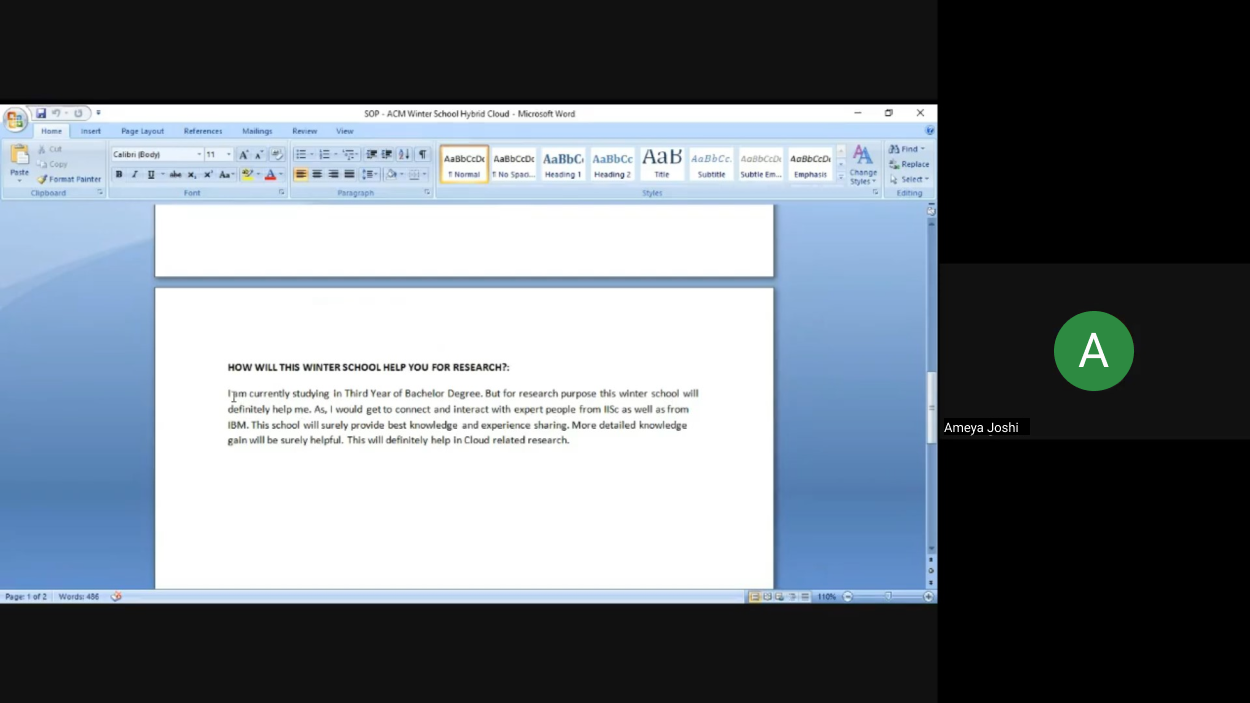 SOP - ACM Winter School Hybrid Cloud - Microsoft Word
Home Insert Page Layout References Mailings Review View
Cut
Copy
Format Painter
Paste
Clipboard
Calibri (Body) 11
Font
Paragraph
AaBbCcDc AaBbCcDc AaBbC AaBbCc AaB AaBbCc. AaBbCcDc AaBbCcDc
¶ Normal ¶ No Spaci... Heading 1 Heading 2 Title Subtitle Subtle Em... Emphasis
Change Styles
Styles
Find
Replace
Select
Editing
HOW WILL THIS WINTER SCHOOL HELP YOU FOR RESEARCH?:
I am currently studying in Third Year of Bachelor Degree. But for research purpose this winter school will
definitely help me. As, I would get to connect and interact with expert people from IISc as well as from
IBM. This school will surely provide best knowledge and experience sharing. More detailed knowledge
gain will be surely helpful. This will definitely help in Cloud related research.
Page: 1 of 2 Words: 486
110%
A
Ameya Joshi